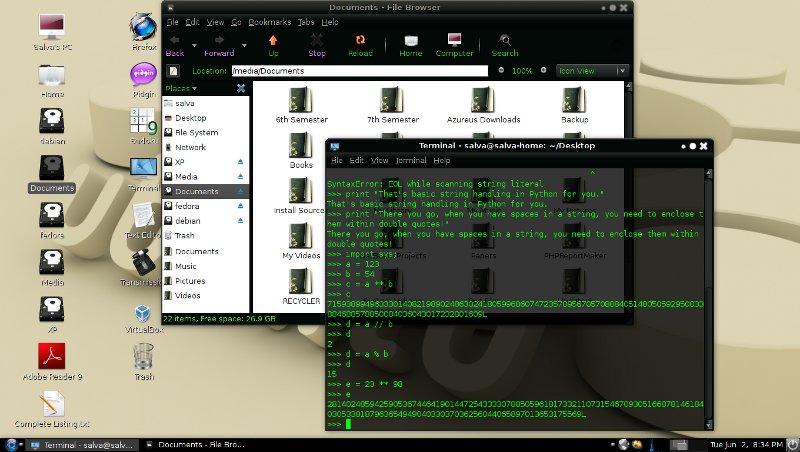 Documents - File Browser
File Edit View Go Bookmarks Tabs Help
Back Forward Up Stop Reload Home Computer Search
Location: /media/Documents 100% Icon View
Places
salva
Desktop
File System
Network
XP
Media
Documents
fedora
debian
Trash
Documents
Music
Pictures
Videos
6th Semester 7th Semester Azureus Downloads Backup
Books
Install Source
My Videos Projects Papers PHPReportMaker
RECYCLER
22 items, Free space: 26.9 GB
Terminal - salva@salva-home: ~/Desktop
File Edit View Terminal Help
^
SyntaxError: EOL while scanning string literal
>>> print "That's basic string handling in Python for you."
That's basic string handling in Python for you.
>>> print "There you go, when you have spaces in a string, you need to enclose t
hem within double quotes!"
There you go, when you have spaces in a string, you need to enclose them within
double quotes!
>>> import sys;
>>> a = 123
>>> b = 54
>>> c = a ** b
>>> c
>>> d = a // b
>>> d
2
>>> d = a % b
>>> d
15
>>> e = 23 ** 98
>>> e
>>>
Salva's PC
Firefox
Home
Pidgin
debian
Sudoku
Documents
Terminal
fedora
Text Editor
Media
Transmiss
XP
VirtualBox
Adobe Reader 9
Trash
Complete Listing.txt
Terminal - salva@salv... Documents - File Bro... Tue Jun 2, 8:34 PM